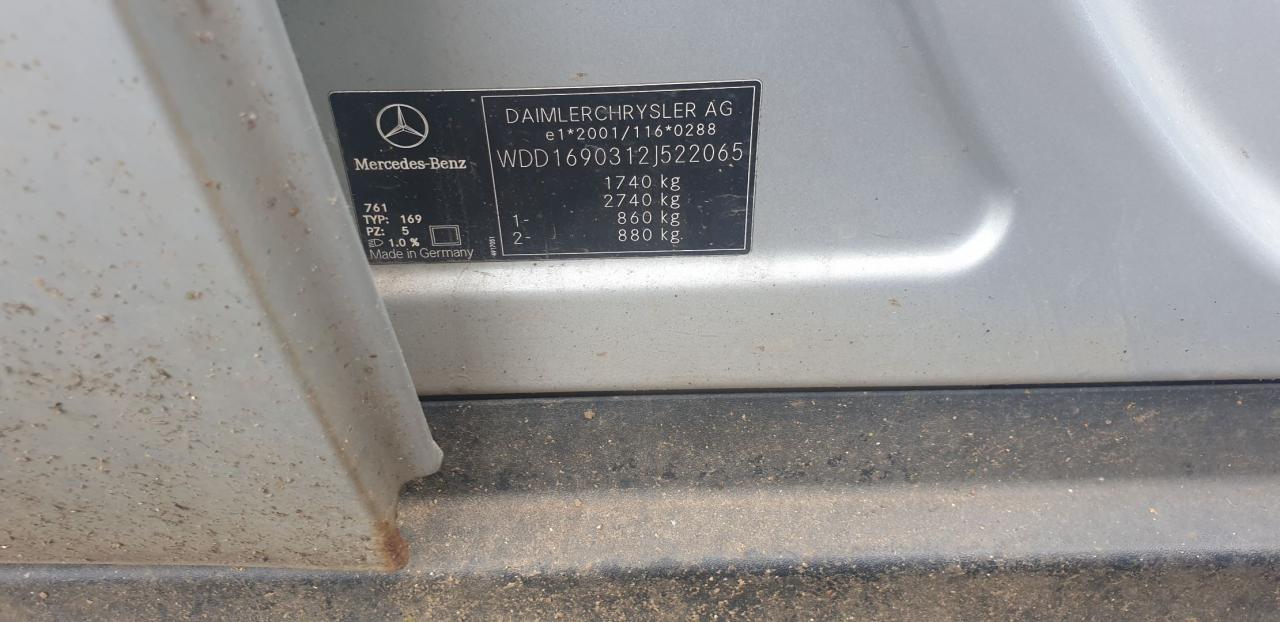 Mercedes-Benz
761
TYP: 169
PZ: 5
1.0 %
Made in Germany
DAIMLERCHRYSLER AG
e1*2001/116*0288
WDD1690312J522065
1740 kg
2740 kg
1- 860 kg
2- 880 kg